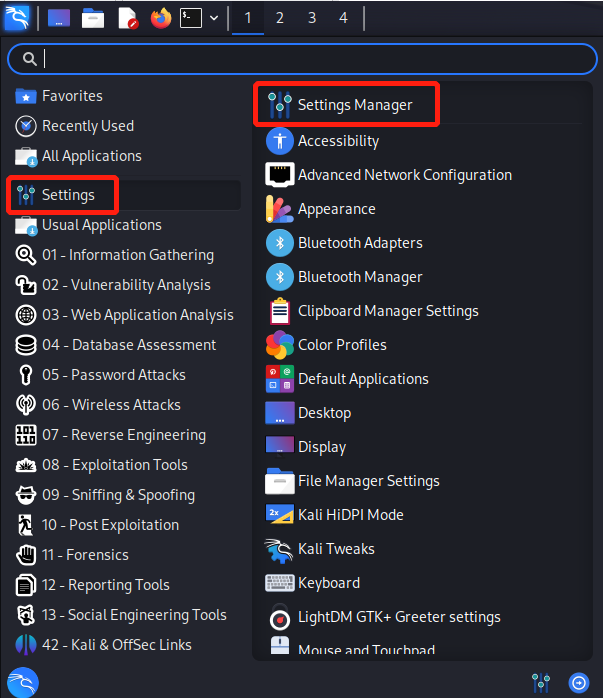 1 2 3 4
Favorites
Recently Used
All Applications
Settings
Usual Applications
01 - Information Gathering
02 - Vulnerability Analysis
03 - Web Application Analysis
04 - Database Assessment
05 - Password Attacks
06 - Wireless Attacks
07 - Reverse Engineering
08 - Exploitation Tools
09 - Sniffing & Spoofing
10 - Post Exploitation
11 - Forensics
12 - Reporting Tools
13 - Social Engineering Tools
42 - Kali & OffSec Links
Settings Manager
Accessibility
Advanced Network Configuration
Appearance
Bluetooth Adapters
Bluetooth Manager
Clipboard Manager Settings
Color Profiles
Default Applications
Desktop
Display
File Manager Settings
2x
Kali HiDPI Mode
Kali Tweaks
Keyboard
LightDM GTK+ Greeter settings
Mouse and Touchpad